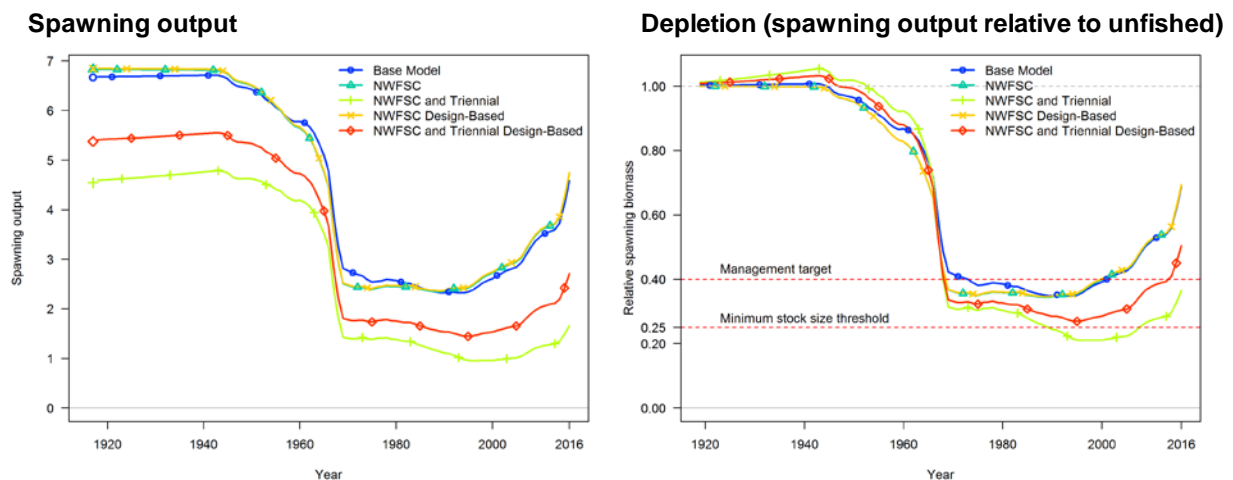 Spawning output
Depletion (spawning output relative to unfished)
Spawning output
7
6
5
4
3
2
1
0
1920
1940
1960
1980
2000
2016
Year
Base Model
NWFSC
NWFSC and Triennial
NWFSC Design-Based
NWFSC and Triennial Design-Based
Relative spawning biomass
1.00
0.80
0.60
0.40
0.25
0.20
0.00
1920
1940
1960
1980
2000
2016
Year
Base Model
NWFSC
NWFSC and Triennial
NWFSC Design-Based
NWFSC and Triennial Design-Based
Management target
Minimum stock size threshold